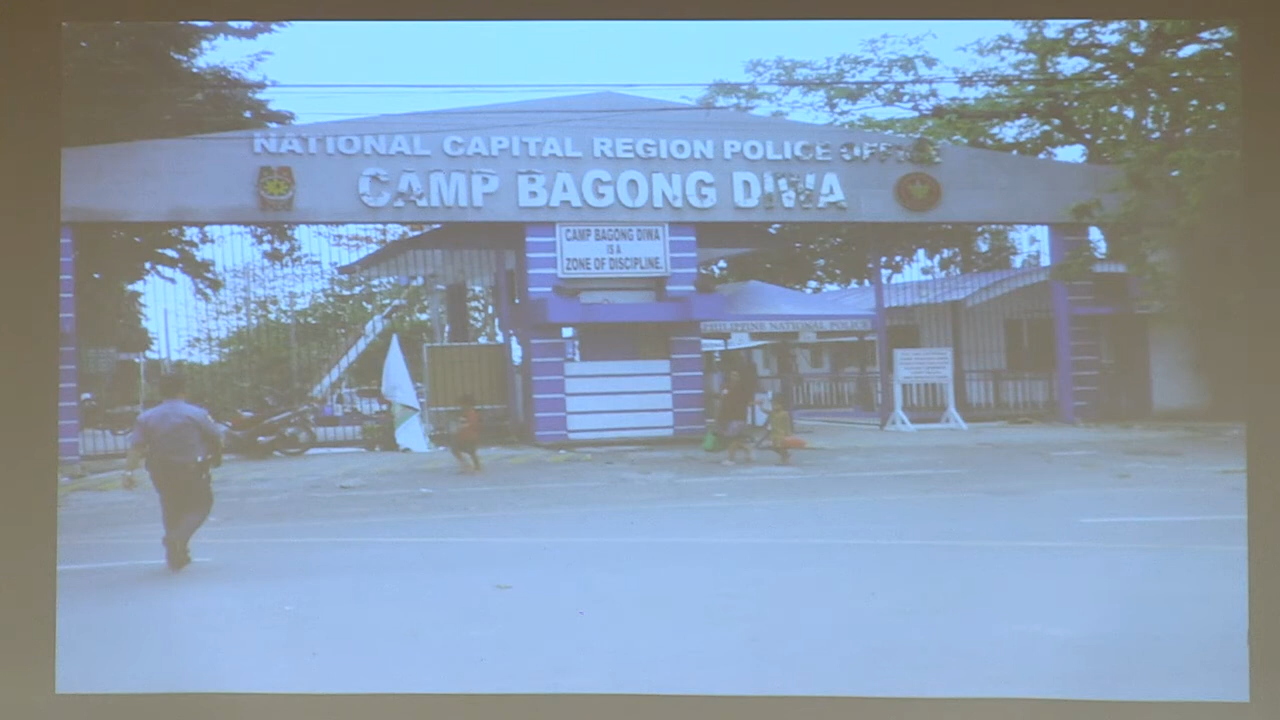 NATIONAL CAPITAL REGION POLICE OFFICE
CAMP BAGONG DIWA
CAMP BAGONG DIWA
IS A
ZONE OF DISCIPLINE.
PHILIPPINE NATIONAL POLICE